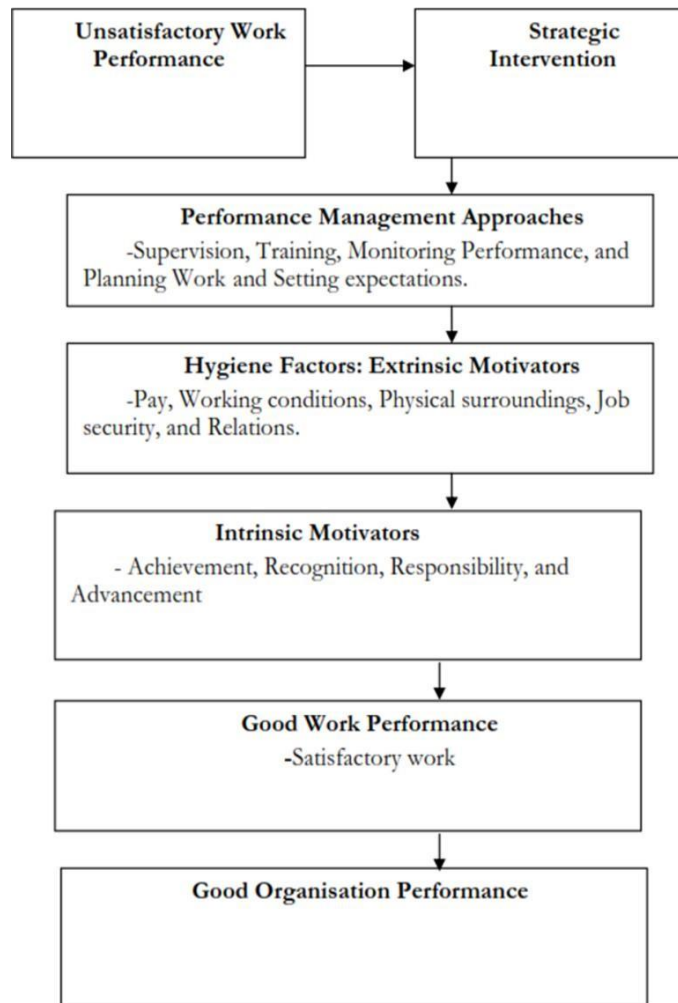 Unsatisfactory Work
Performance
Strategic
Intervention
Performance Management Approaches
-Supervision, Training, Monitoring Performance, and
Planning Work and Setting expectations.
Hygiene Factors: Extrinsic Motivators
-Pay, Working conditions, Physical surroundings, Job
security, and Relations.
Intrinsic Motivators
- Achievement, Recognition, Responsibility, and
Advancement
Good Work Performance
-Satisfactory work
Good Organisation Performance